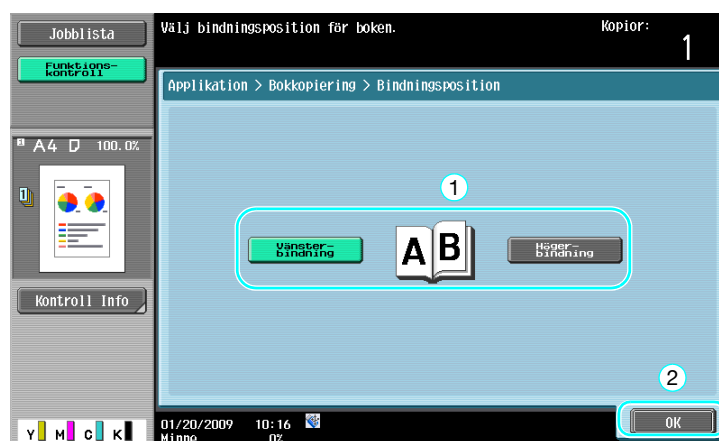 Jobblista
Funktions-
kontroll
Välj bindningsposition för boken.
Kopior:
1
Applikation > Bokkopiering > Bindningsposition
A4 100.0%
1
1
Vänster-
bindning
A B
Höger-
bindning
Kontroll Info
2
OK
01/20/2009 10:16
Minne 0%
Y M C K